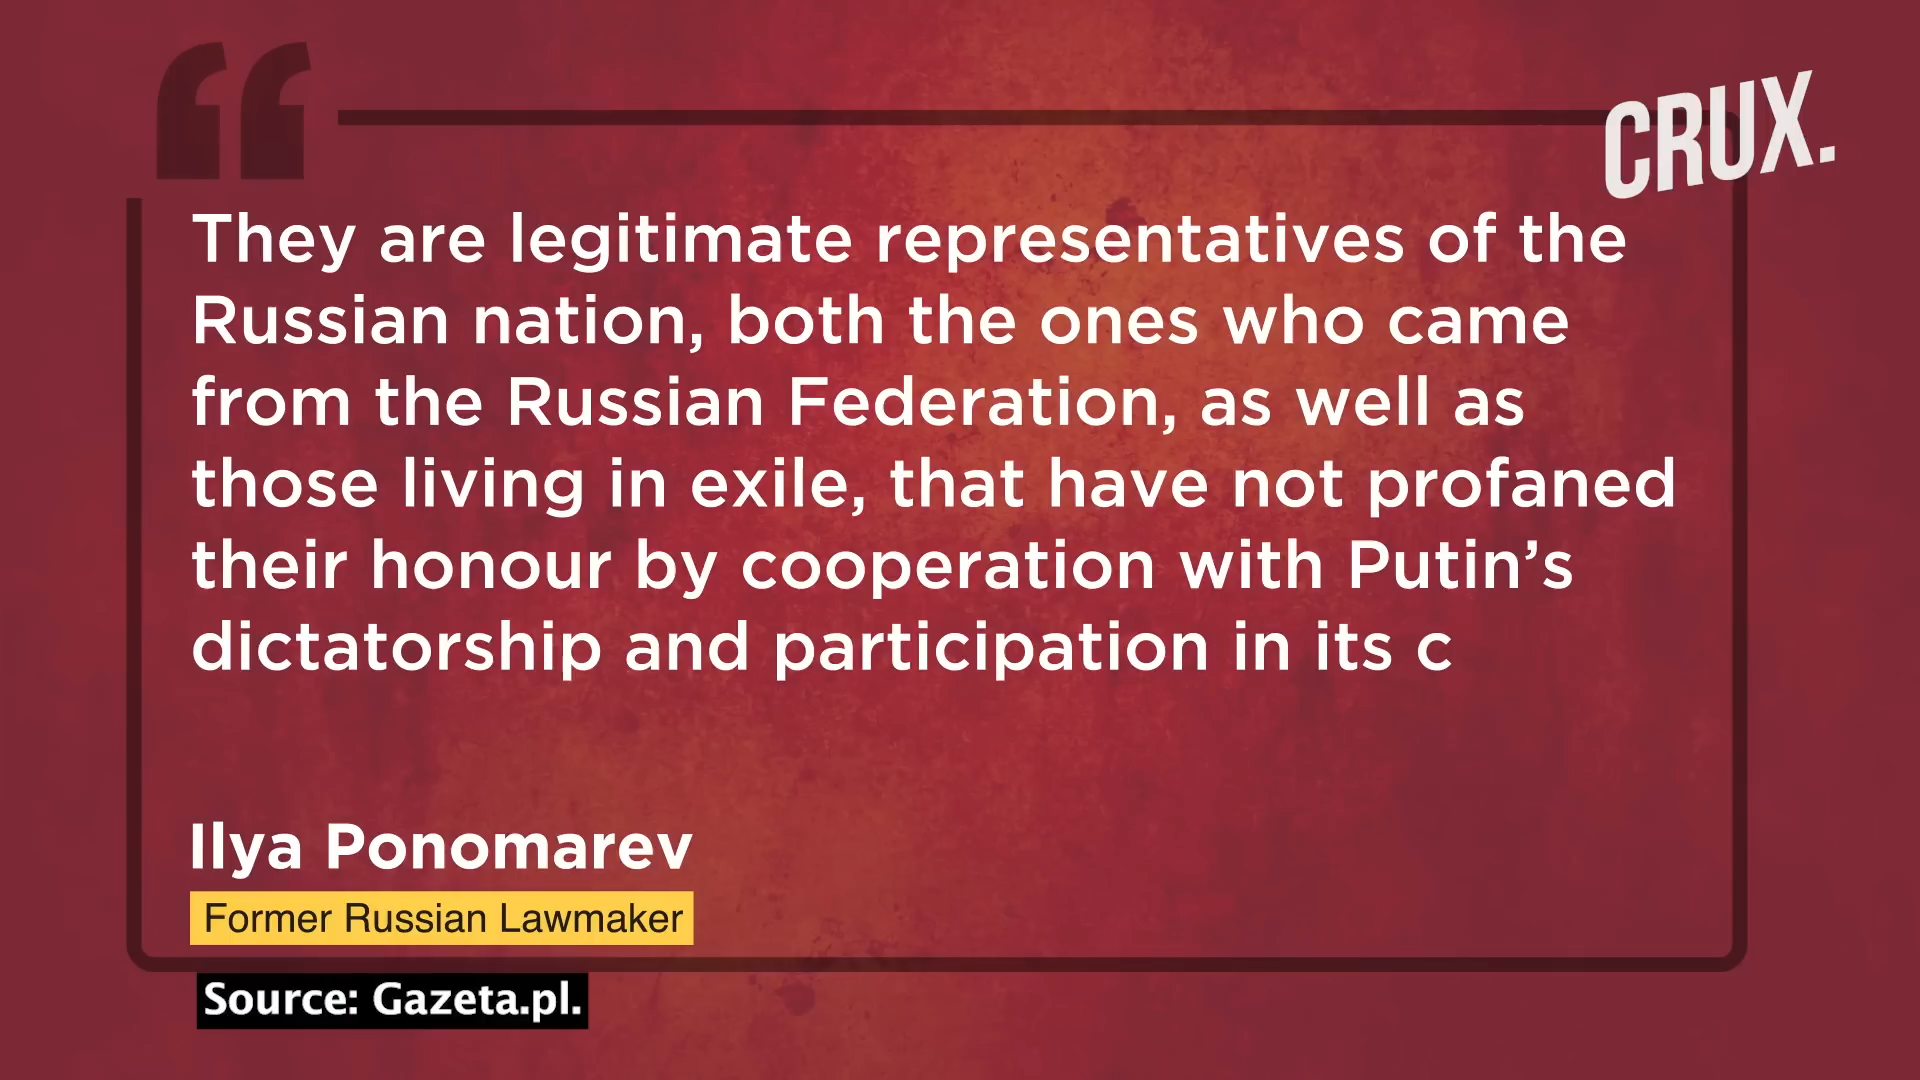 CRUX.
They are legitimate representatives of the
Russian nation, both the ones who came
from the Russian Federation, as well as
those living in exile, that have not profaned
their honour by cooperation with Putin’s
dictatorship and participation in its c
Ilya Ponomarev
Former Russian Lawmaker
Source: Gazeta.pl.